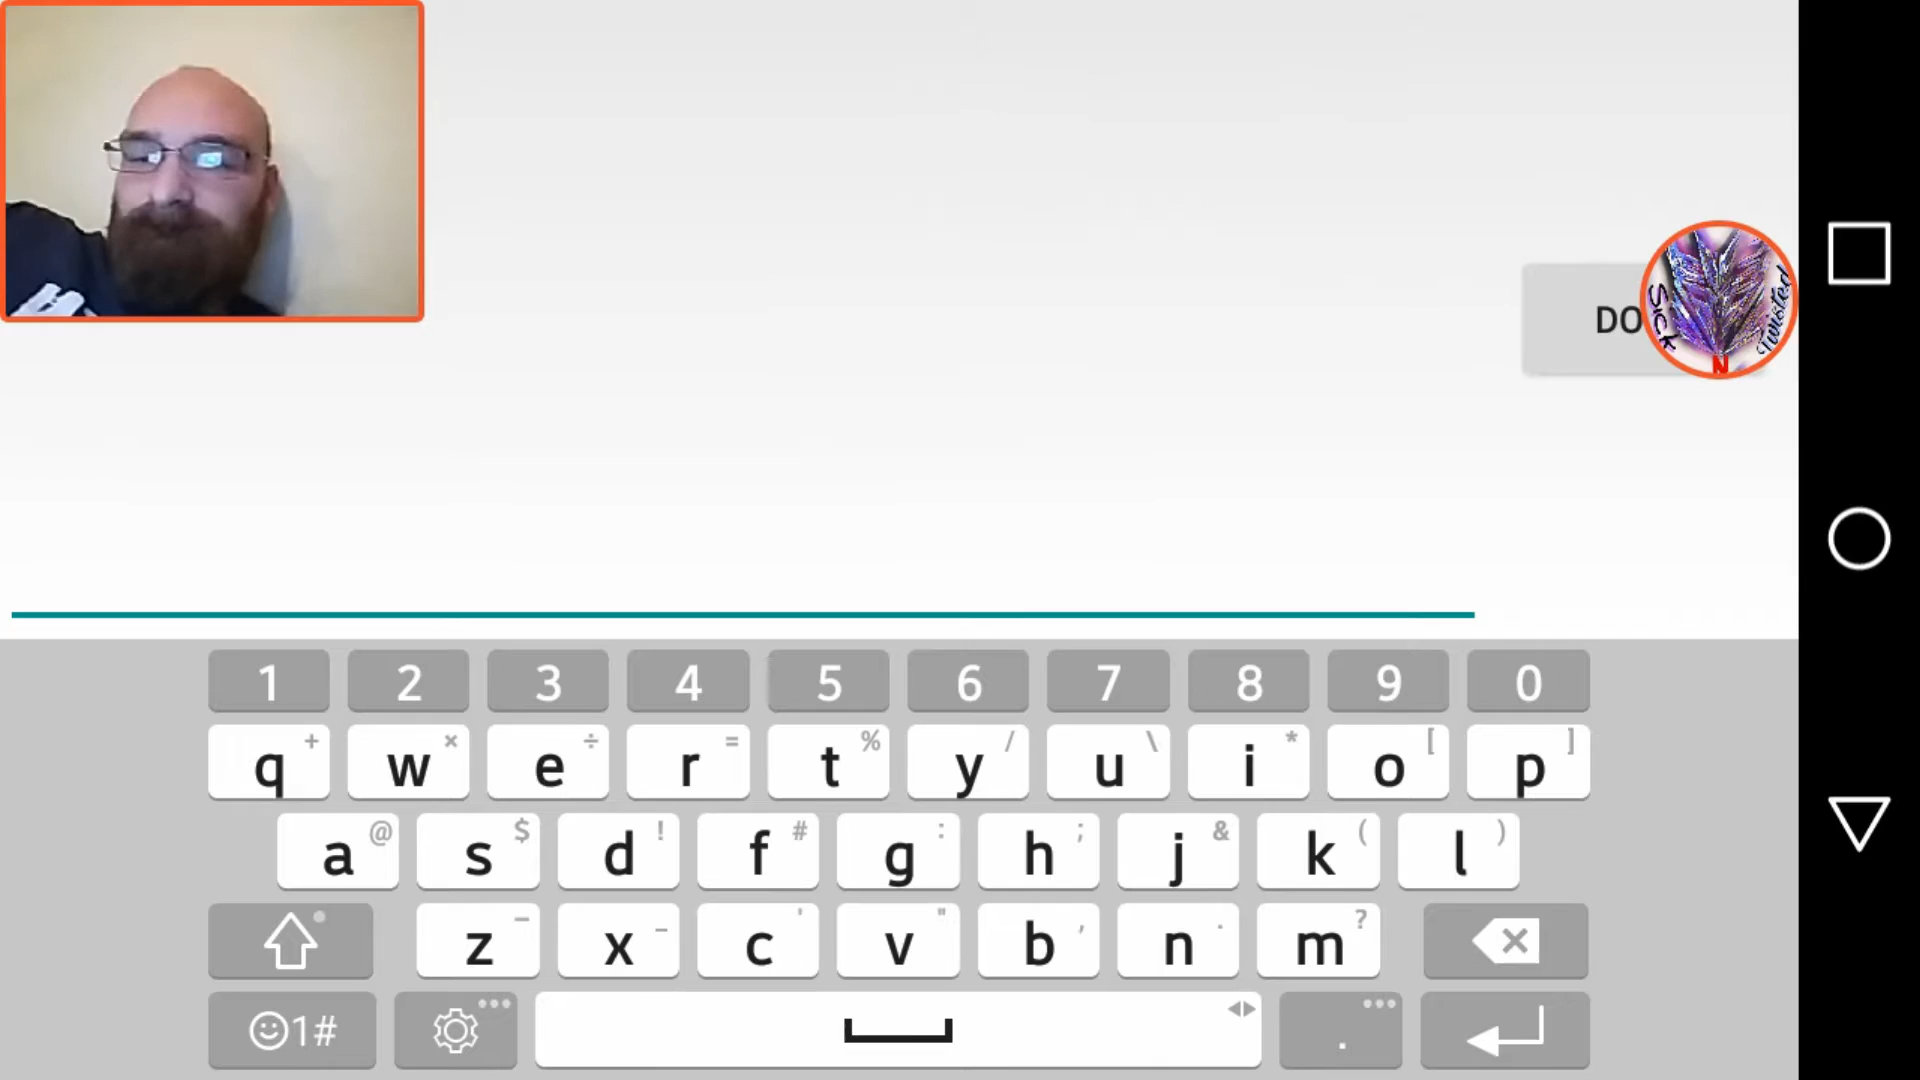 DO
Sick
N
Twisted
1 2 3 4 5 6 7 8 9 0
q + w × e ÷ r = t % y / u \ i * o [ p ]
a @ s $ d ! f # g : h ; j & k ( l )
z – x _ c ' v " b , n . m ?
1# .